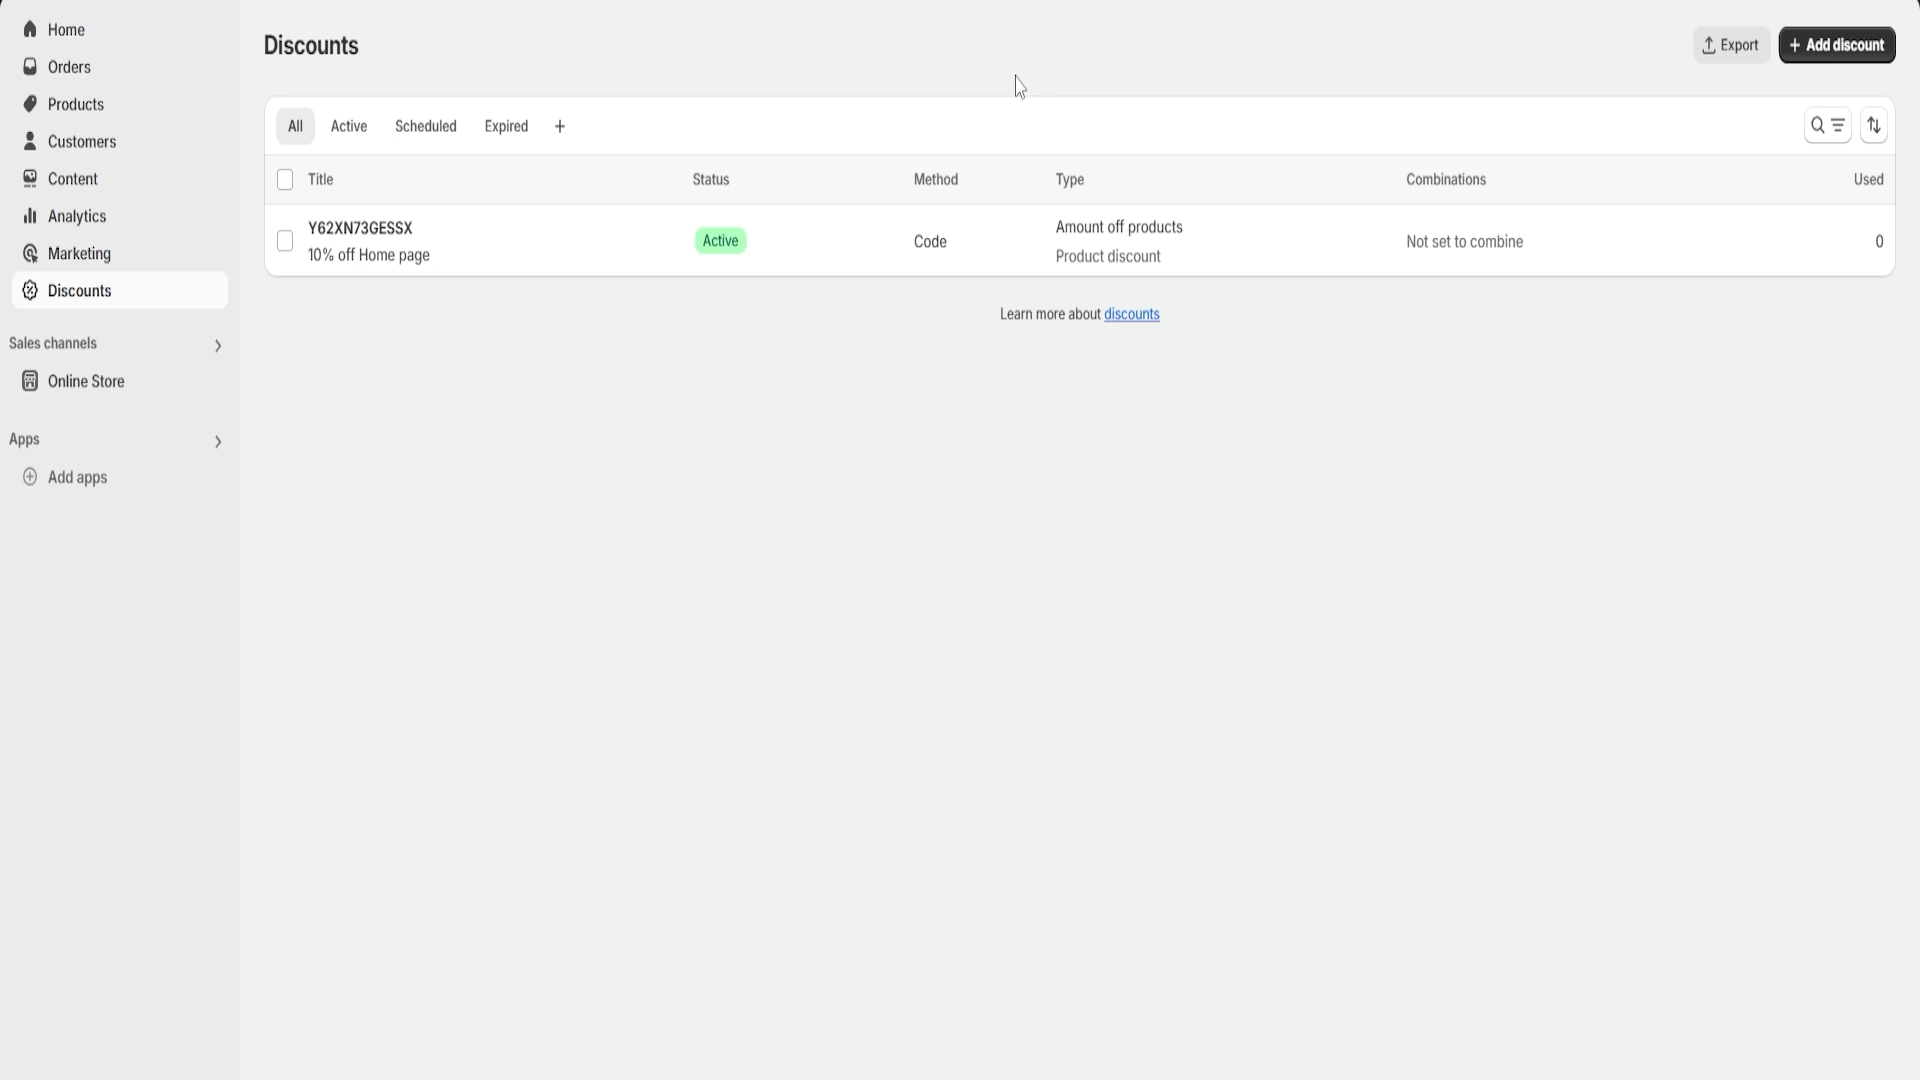 Home
Orders
Products
Customers
Content
Analytics
Marketing
Discounts
Sales channels
Online Store
Apps
Add apps
Discounts
Export
+ Add discount
All Active Scheduled Expired +
Title Status Method Type Combinations Used
Y62XN73GESSX
10% off Home page
Active
Code
Amount off products
Product discount
Not set to combine
0
Learn more about discounts